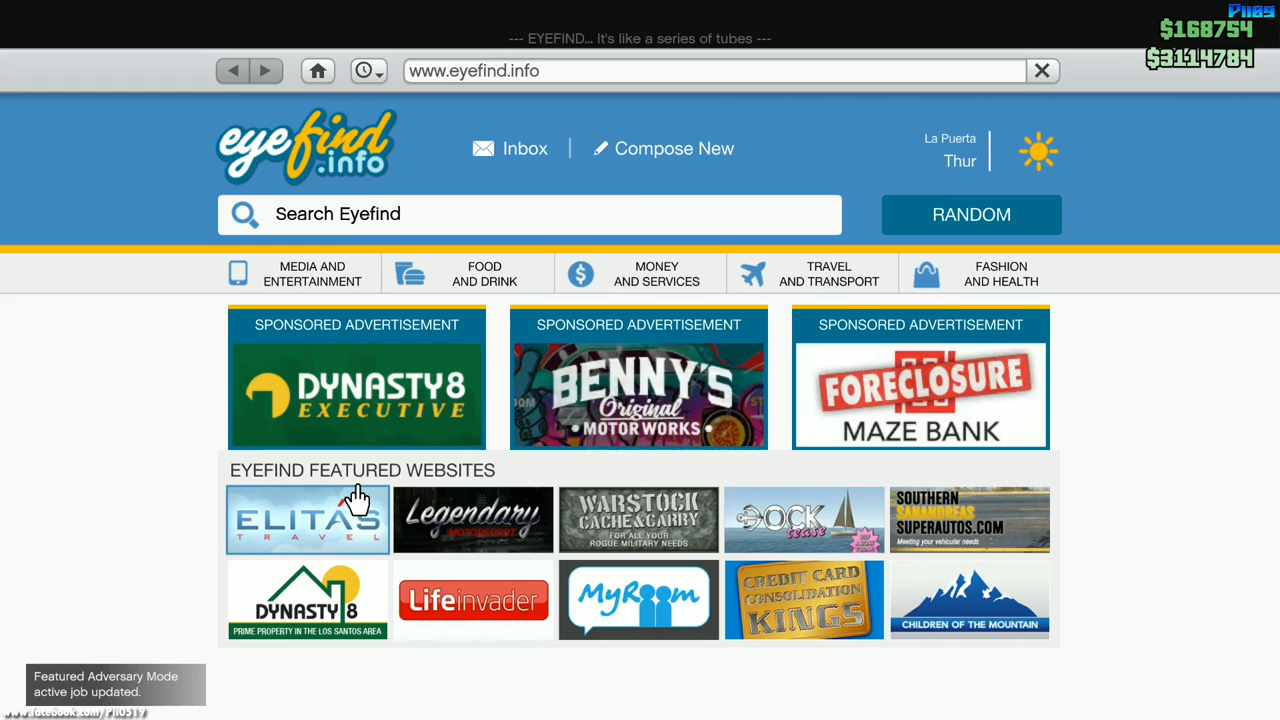 P1189
$168754
--- EYEFIND... It's like a series of tubes ---
$3114784
www.eyefind.info
eyefind
.info
Inbox
Compose New
La Puerta
Thur
Search Eyefind
RANDOM
MEDIA AND
ENTERTAINMENT
FOOD
AND DRINK
MONEY
AND SERVICES
TRAVEL
AND TRANSPORT
FASHION
AND HEALTH
SPONSORED ADVERTISEMENT
DYNASTY8
EXECUTIVE
SPONSORED ADVERTISEMENT
BENNY'S
Original
MOTOR WORKS
SPONSORED ADVERTISEMENT
FORECLOSURE
MAZE BANK
EYEFIND FEATURED WEBSITES
ELITÁS
TRAVEL
Legendary
MOTORSPORT
WARSTOCK
CACHE&CARRY
FOR ALL YOUR
ROGUE MILITARY NEEDS
DOCK
tease
SOUTHERN
SANANDREAS
SUPERAUTOS.COM
Meeting your vehicular needs
DYNASTY 8
PRIME PROPERTY IN THE LOS SANTOS AREA
Lifeinvader
MyRoom
CREDIT CARD
CONSOLIDATION
KINGS
CHILDREN OF THE MOUNTAIN
Featured Adversary Mode
active job updated.